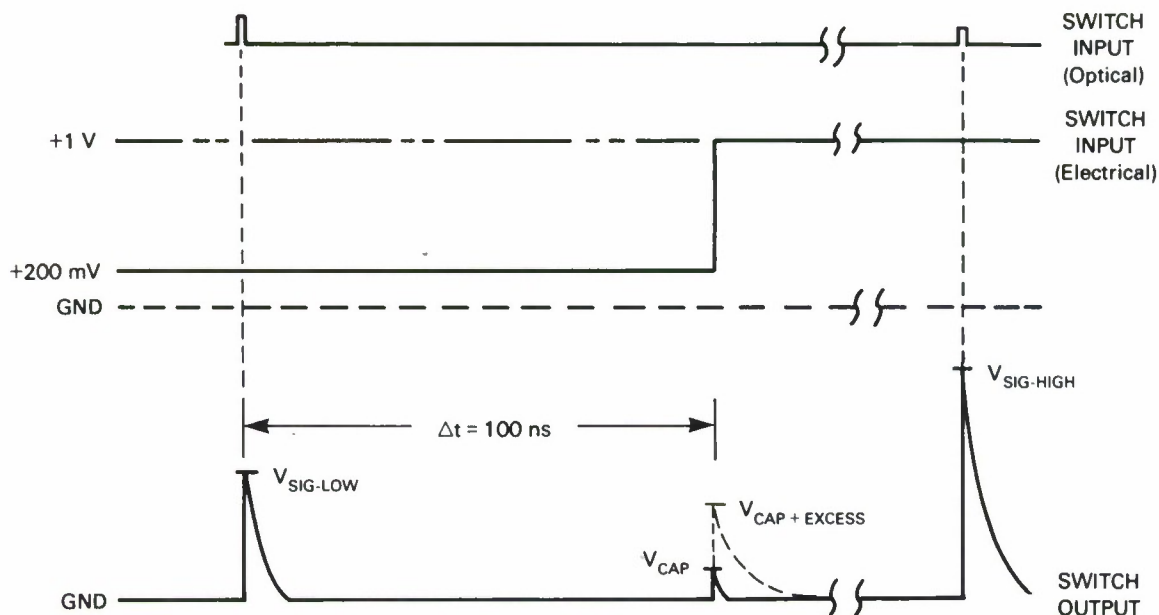 SWITCH
INPUT
(Optical)
+1 V
SWITCH
INPUT
(Electrical)
+200 mV
GND
V_SIG-HIGH
Δt = 100 ns
V_SIG-LOW
V_CAP + EXCESS
V_CAP
GND
SWITCH
OUTPUT